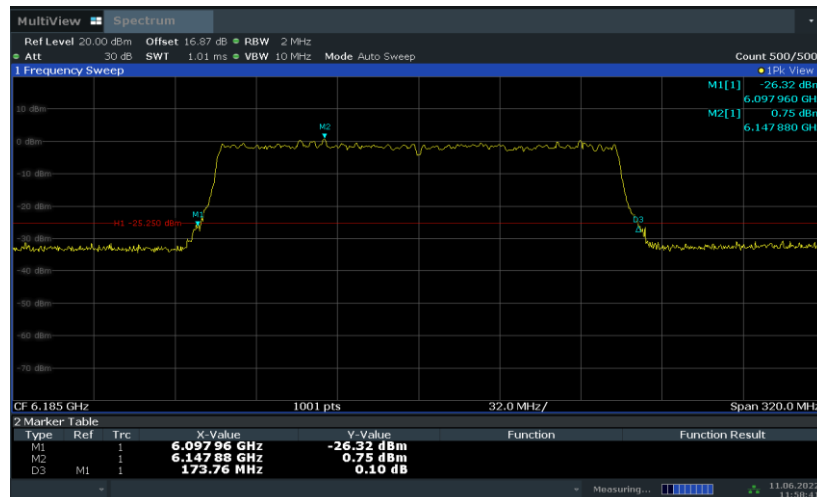 MultiView Spectrum
Ref Level 20.00 dBm Offset 16.87 dB RBW 2 MHz
Att 30 dB SWT 1.01 ms VBW 10 MHz Mode Auto Sweep Count 500/500
1 Frequency Sweep 1Pk View
M1[1] -26.32 dBm
6.097 960 GH
10 dBm
M2[1] 0.75 dBm
6.147 880 GH
M2
0 dBm
-10 dBm
-20 dBm
M1
D3
H1 -25.250 dBm
-30 dBm
-40 dBm
-50 dBm
-60 dBm
-70 dBm
CF 6.185 GHz 1001 pts 32.0 MHz/ Span 320.0 MHz
2 Marker Table
Type Ref Trc X-Value Y-Value Function Function Result
M1 1 6.097 96 GHz -26.32 dBm
M2 1 6.147 88 GHz 0.75 dBm
D3 M1 1 173.76 MHz 0.10 dB
Measuring... 11.06.2022